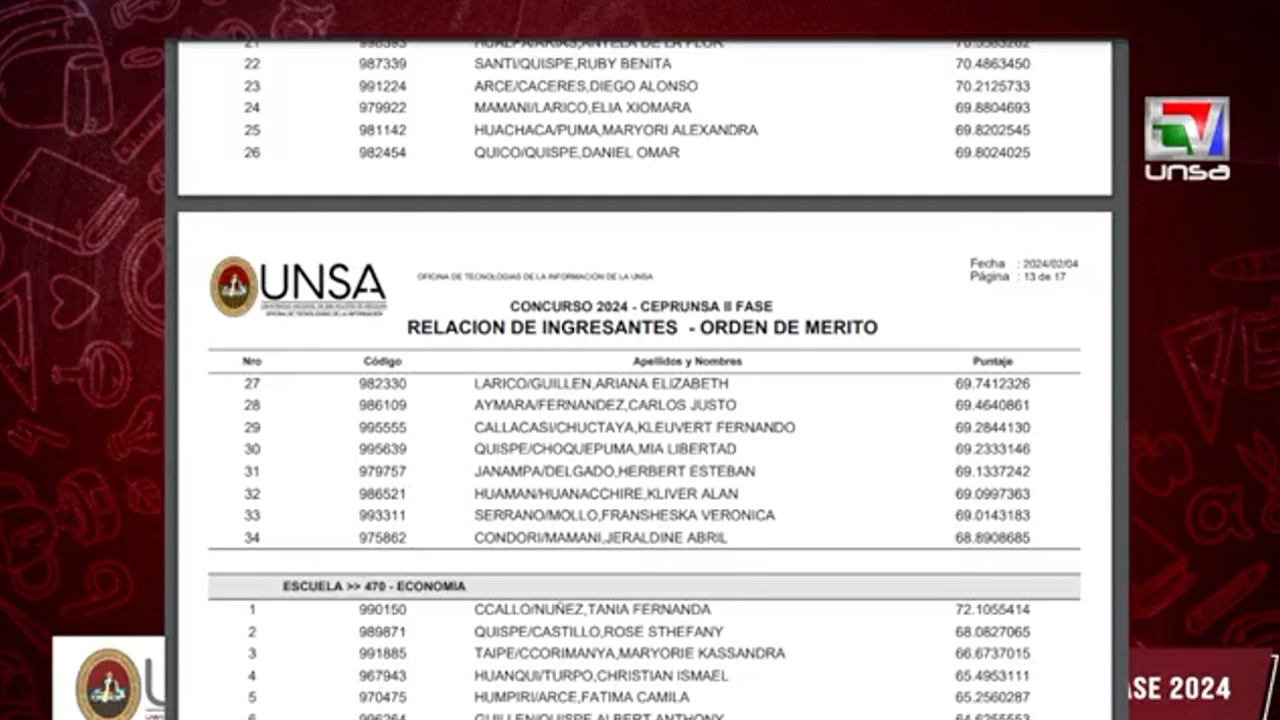 22 987339 SANTI/QUISPE,RUBY BENITA 70.4863450
23 991224 ARCE/CACERES,DIEGO ALONSO 70.2125733
24 979922 MAMANI/LARICO,ELIA XIOMARA 69.8804693
25 981142 HUACHACA/PUMA,MARYORI ALEXANDRA 69.8202545
26 982454 QUICO/QUISPE,DANIEL OMAR 69.8024025
unsa
UNSA
OFICINA DE TECNOLOGIAS DE LA INFORMACION DE LA UNSA
Fecha : 2024/02/04
Página : 13 de 17
CONCURSO 2024 - CEPRUNSA II FASE
RELACION DE INGRESANTES - ORDEN DE MERITO
Nro Código Apellidos y Nombres Puntaje
27 982330 LARICO/GUILLEN,ARIANA ELIZABETH 69.7412326
28 986109 AYMARA/FERNANDEZ,CARLOS JUSTO 69.4640861
29 995555 CALLACASI/CHUCTAYA,KLEUVERT FERNANDO 69.2844130
30 995639 QUISPE/CHOQUEPUMA,MIA LIBERTAD 69.2333146
31 979757 JANAMPA/DELGADO,HERBERT ESTEBAN 69.1337242
32 986521 HUAMAN/HUANACCHIRE,KLIVER ALAN 69.0997363
33 993311 SERRANO/MOLLO,FRANSHESKA VERONICA 69.0143183
34 975862 CONDORI/MAMANI,JERALDINE ABRIL 68.8908685
ESCUELA >> 470 - ECONOMIA
1 990150 CCALLO/NUÑEZ,TANIA FERNANDA 72.1055414
2 989871 QUISPE/CASTILLO,ROSE STHEFANY 68.0827065
3 991885 TAIPE/CCORIMANYA,MARYORIE KASSANDRA 66.6737015
4 967943 HUANQUI/TURPO,CHRISTIAN ISMAEL 65.4953111
5 970475 HUMPIRI/ARCE,FATIMA CAMILA 65.2560287
ASE 2024